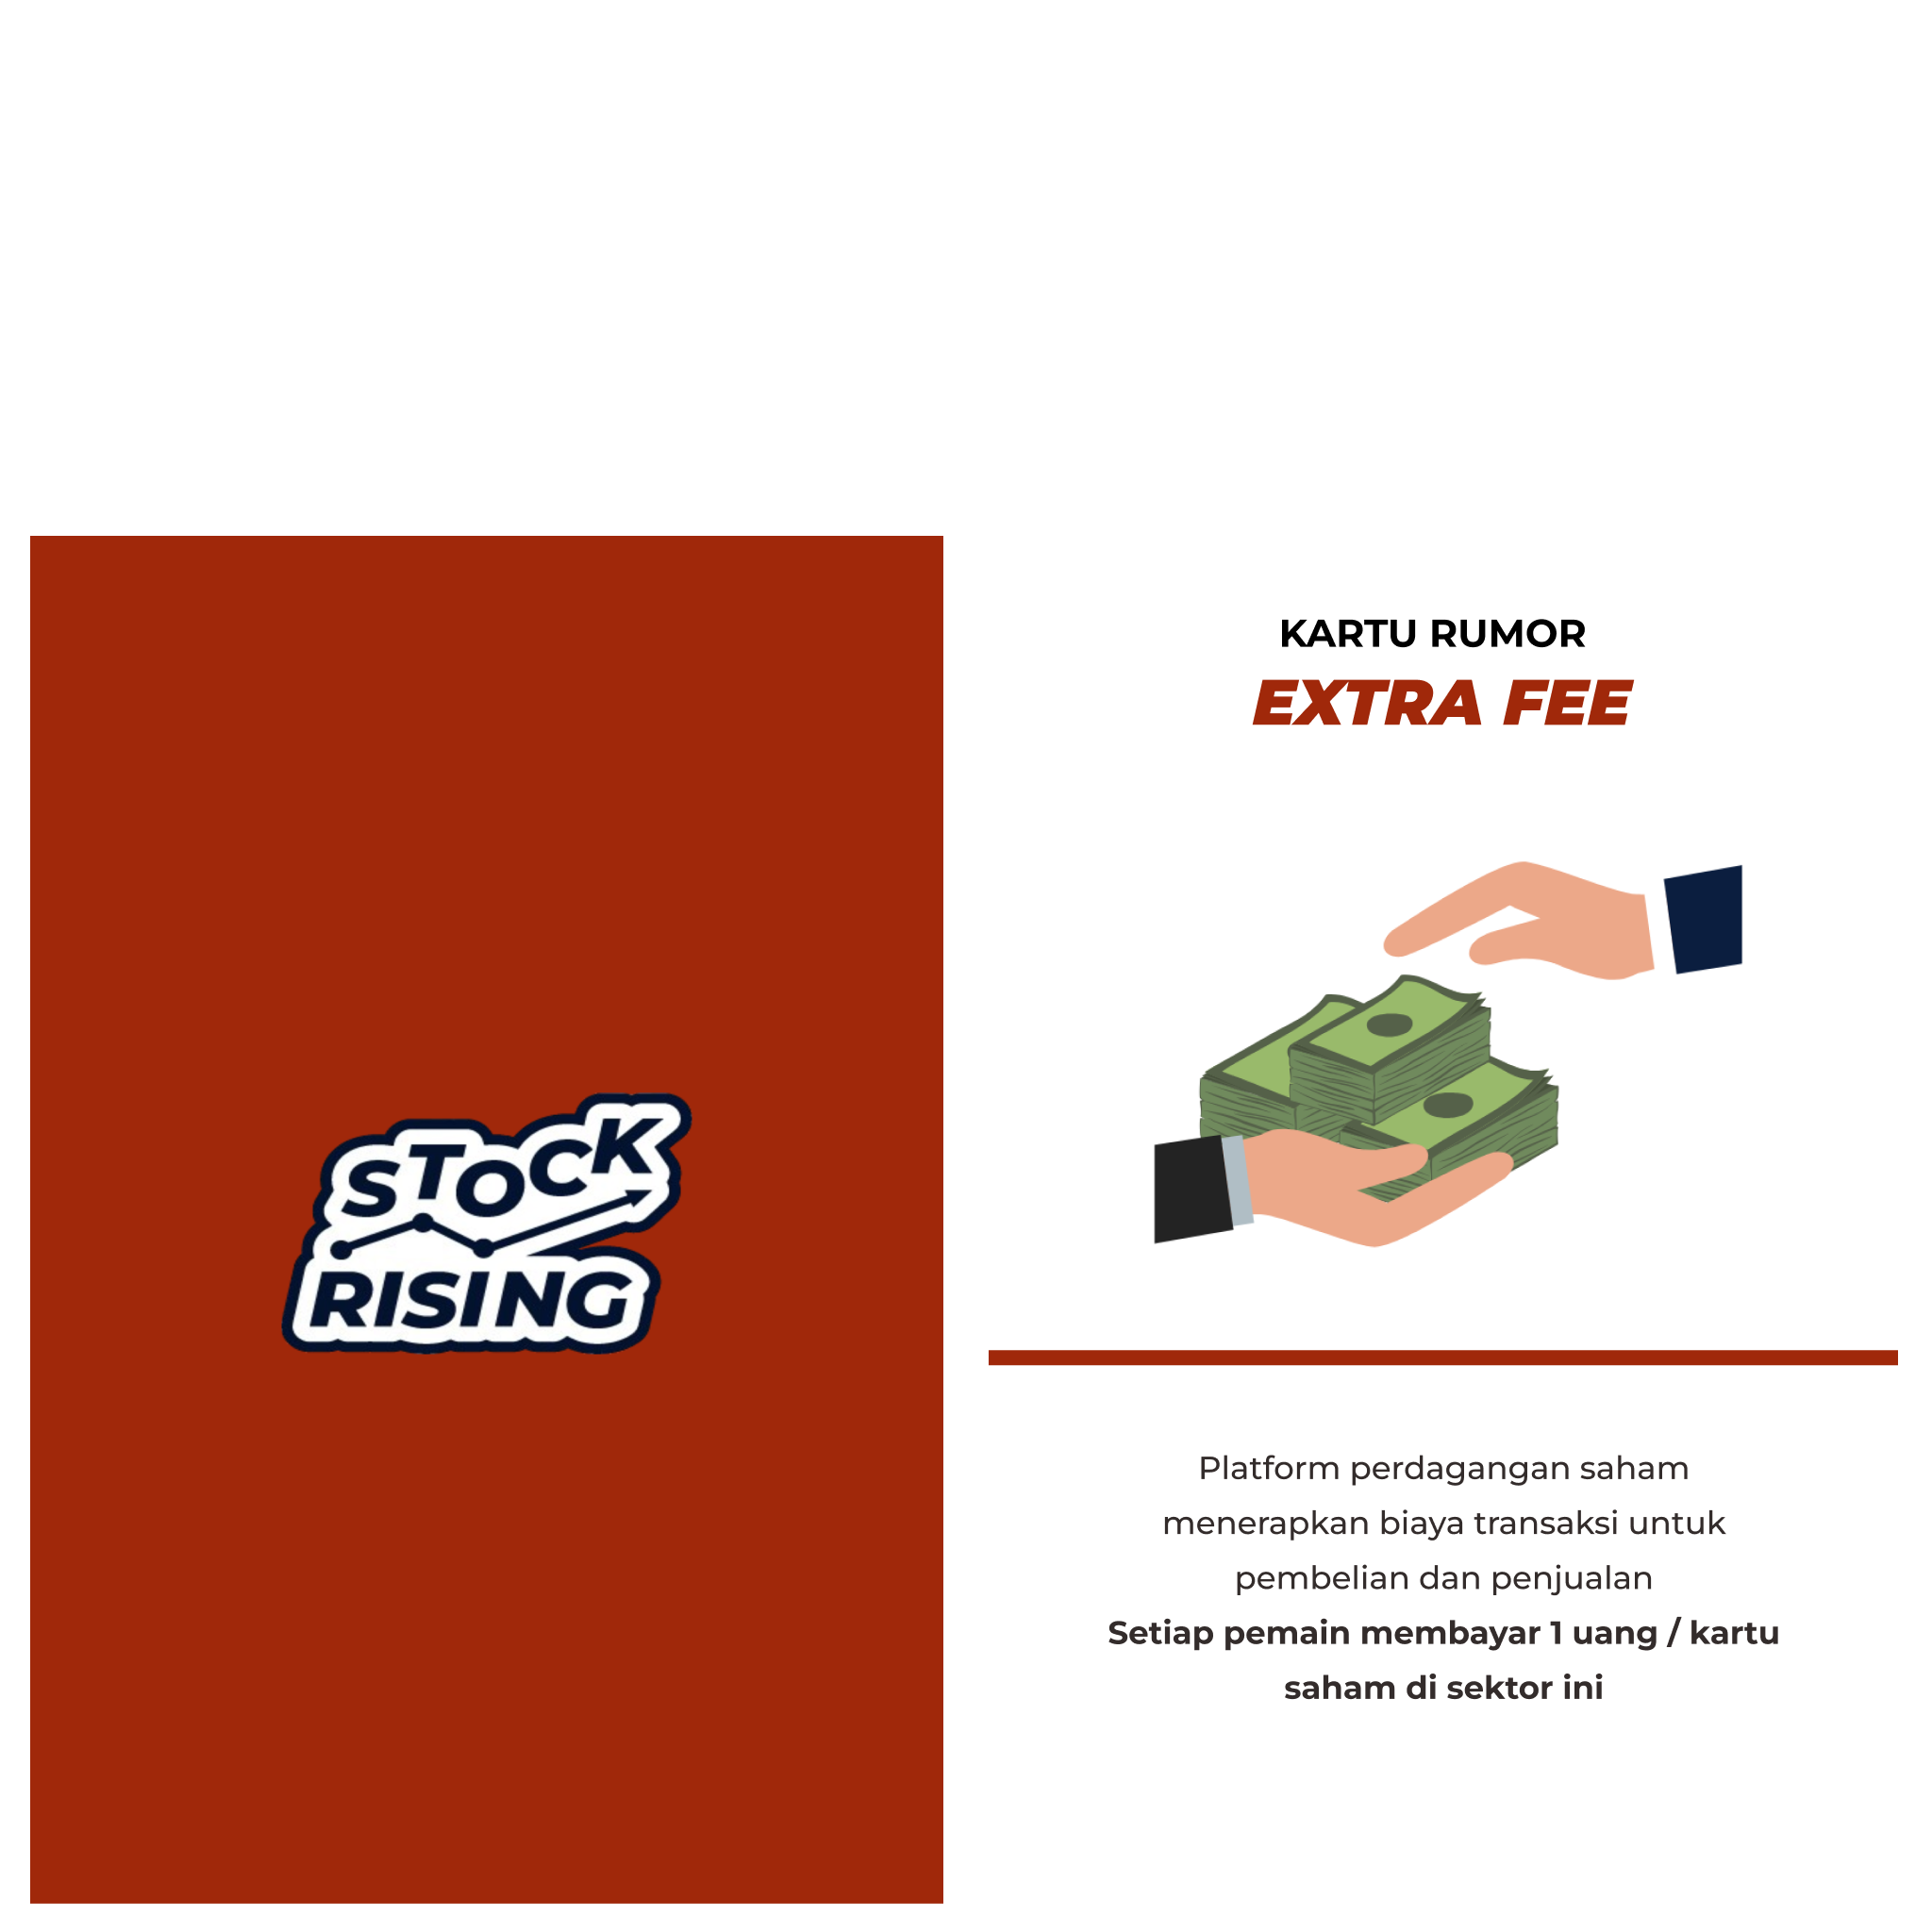 STOCK
RISING
KARTU RUMOR
EXTRA FEE
Platform perdagangan saham
menerapkan biaya transaksi untuk
pembelian dan penjualan
Setiap pemain membayar 1 uang / kartu
saham di sektor ini